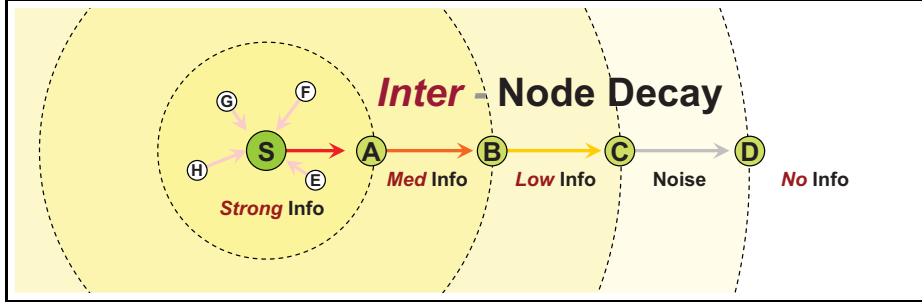 F
G
Inter - Node Decay
S
A
B
C
D
H
E
Med Info
Low Info
Noise
No Info
Strong Info